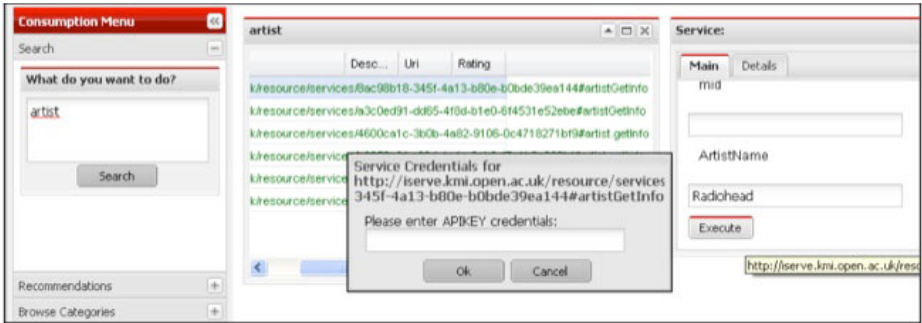 Consumption Menu
Search
What do you want to do?
artist
Search
Recommendations
Browse Categories
artist
Desc... Uri Rating
k/resource/services/8ac98b18-345f-4a13-b80e-b0bde39ea144#artistGetInfo
k/resource/services/a3c0ed91-dd65-4f8d-b1e0-6f4531e52ebe#artistGetInfo
k/resource/services/4600ca1c-3b0b-4a82-9106-0c4718271bf9#artist.getInfo
k/resource/service
k/resource/service
Service Credentials for
http://iserve.kmi.open.ac.uk/resource/services
345f-4a13-b80e-b0bde39ea144#artistGetInfo
Please enter APIKEY credentials:
Ok Cancel
Service:
Main Details
mid
ArtistName
Radiohead
Execute
http://iserve.kmi.open.ac.uk/reso